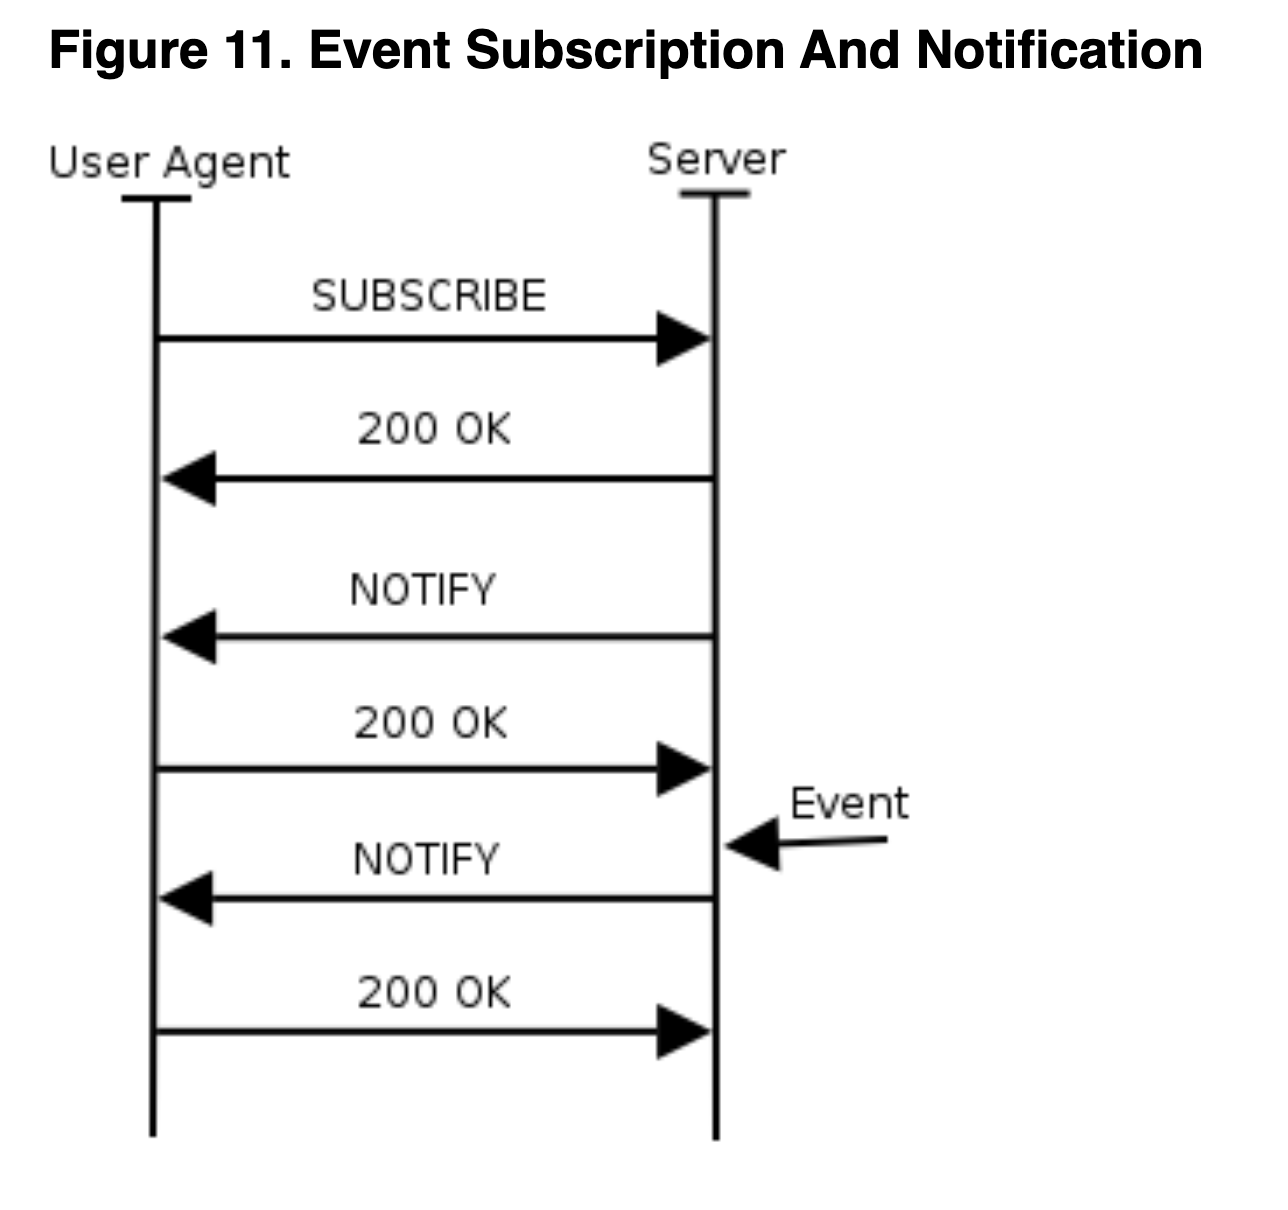 Figure 11. Event Subscription And Notification
User Agent
Server
SUBSCRIBE
200 OK
NOTIFY
200 OK
Event
NOTIFY
200 OK